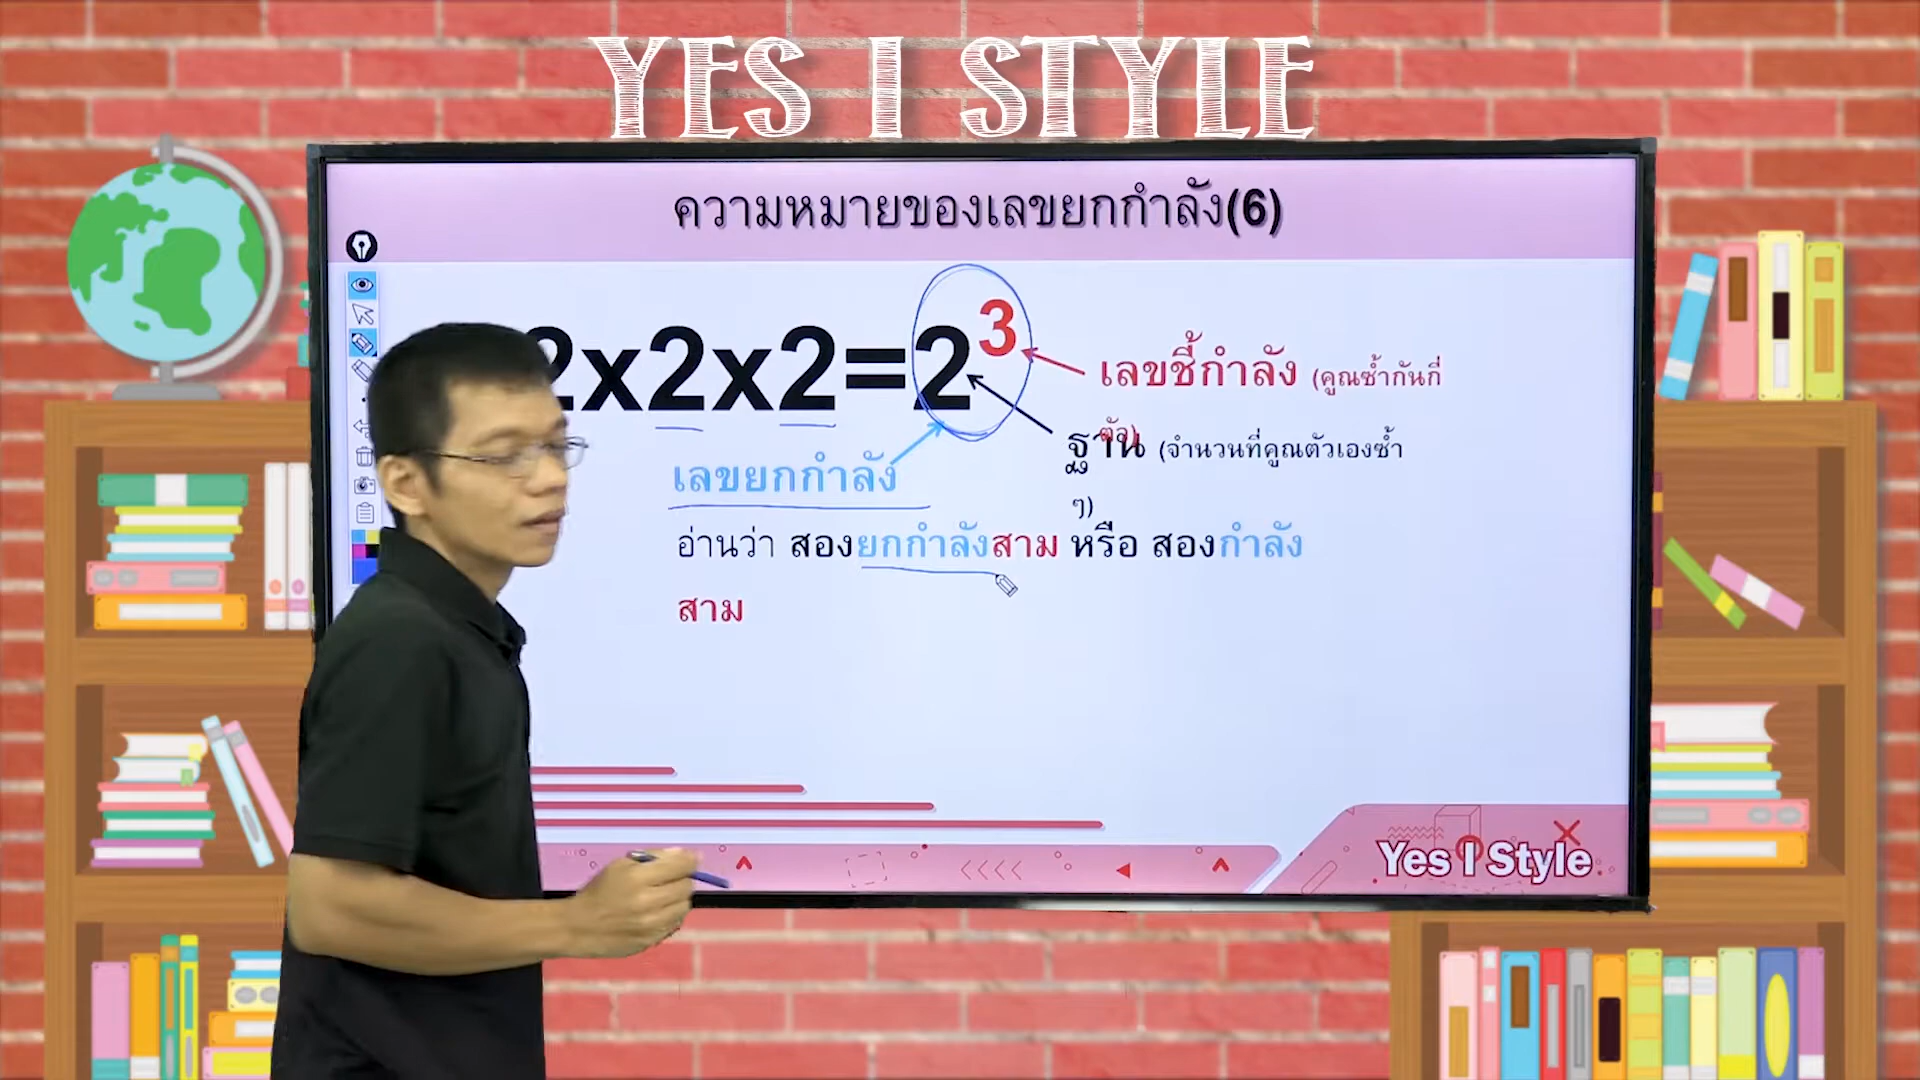 YES I STYLE
ความหมายของเลขยกกำลัง(6)
2x2x2=2³
เลขชี้กำลัง (คูณซ้ำกันกี่
ตัว)
ฐาน (จำนวนที่คูณตัวเองซ้ำ
ๆ)
เลขยกกำลัง
อ่านว่า สองยกกำลังสาม หรือ สองกำลัง
สาม
Yes I Style